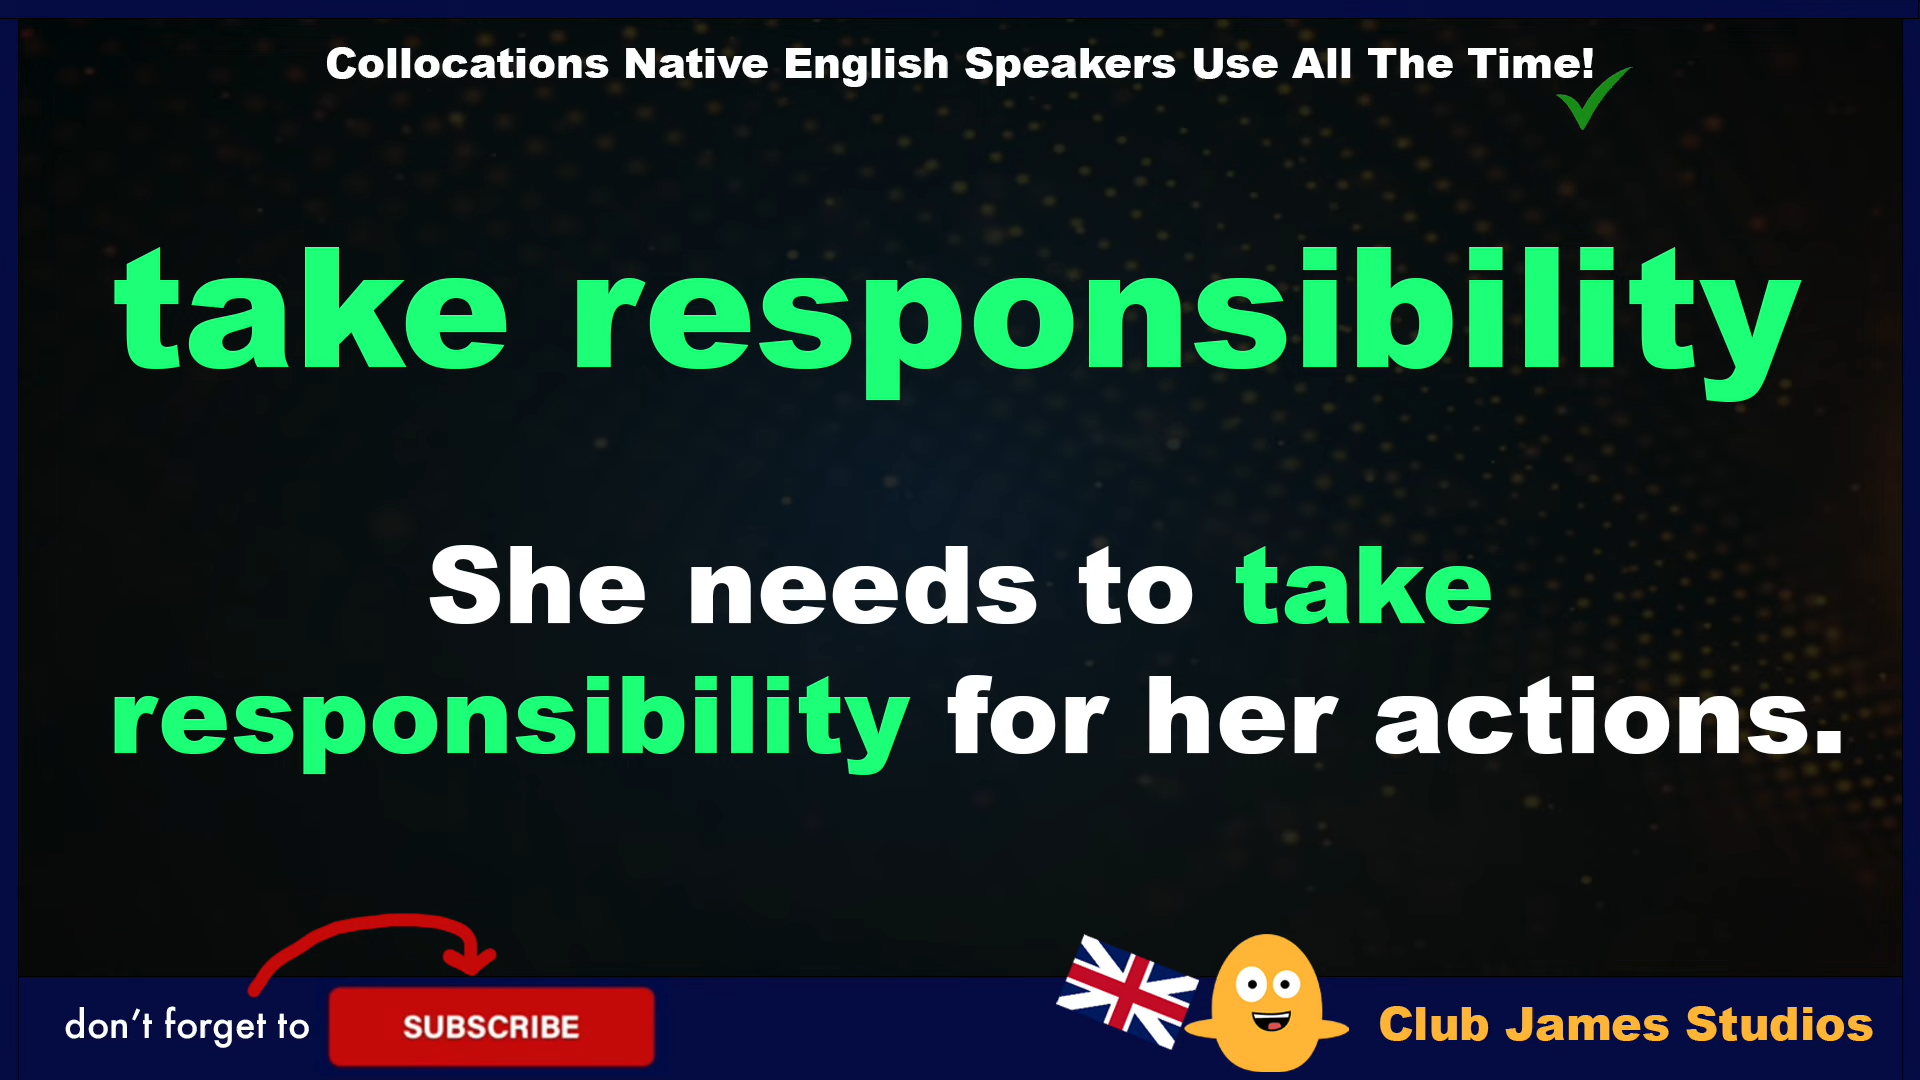 Collocations Native English Speakers Use All The Time!
take responsibility
She needs to take
responsibility for her actions.
don't forget to
SUBSCRIBE
Club James Studios